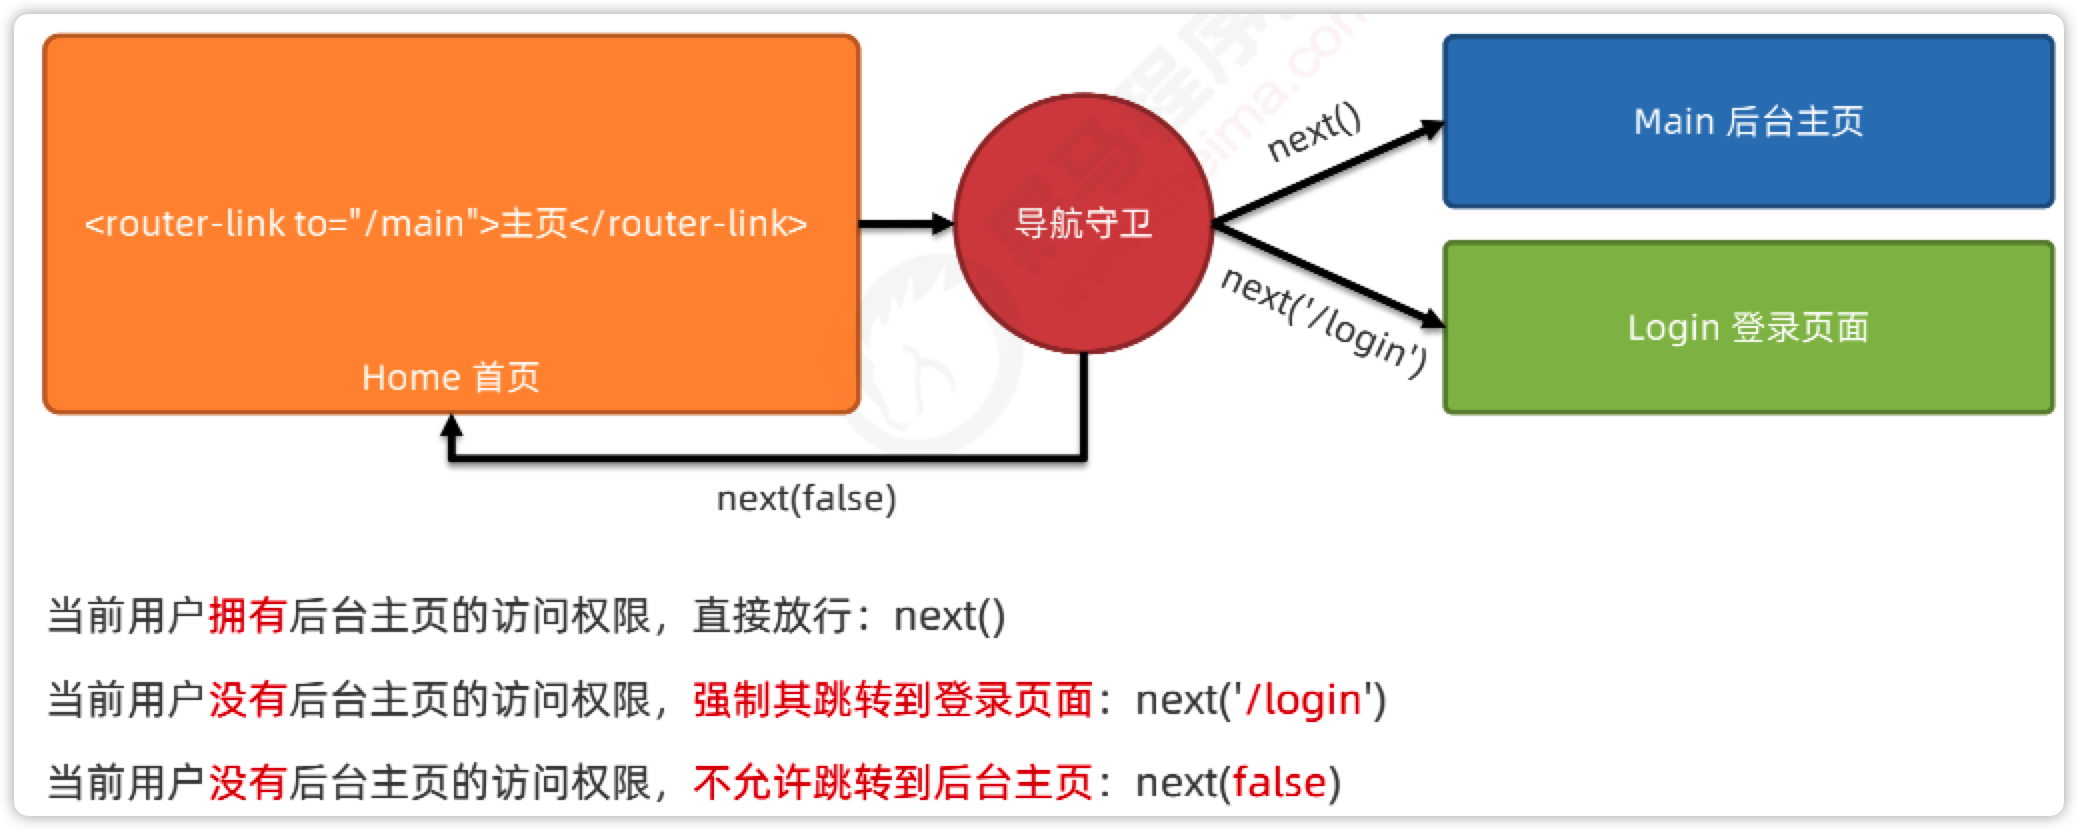 <router-link to="/main">主页</router-link>
Home 首页
导航守卫
next()
next('/login')
Main 后台主页
Login 登录页面
next(false)
当前用户拥有后台主页的访问权限，直接放行：next()
当前用户没有后台主页的访问权限，强制其跳转到登录页面：next('/login')
当前用户没有后台主页的访问权限，不允许跳转到后台主页：next(false)